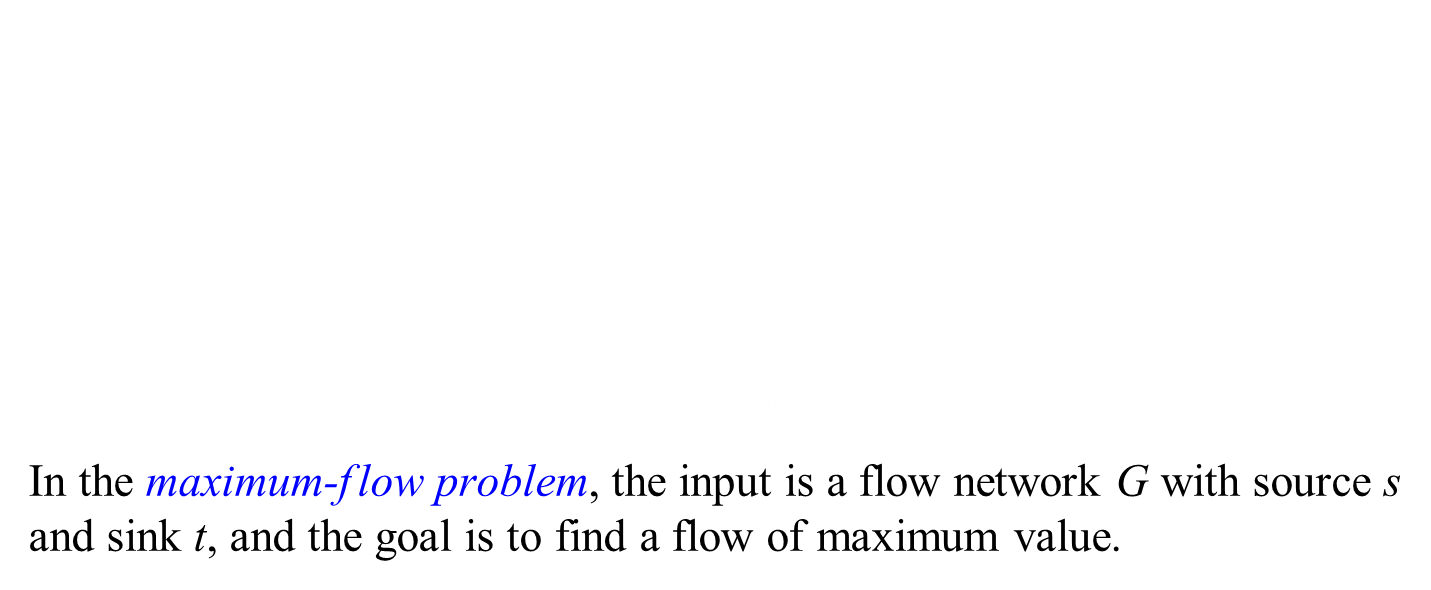 In the maximum-flow problem, the input is a flow network G with source s
and sink t, and the goal is to find a flow of maximum value.